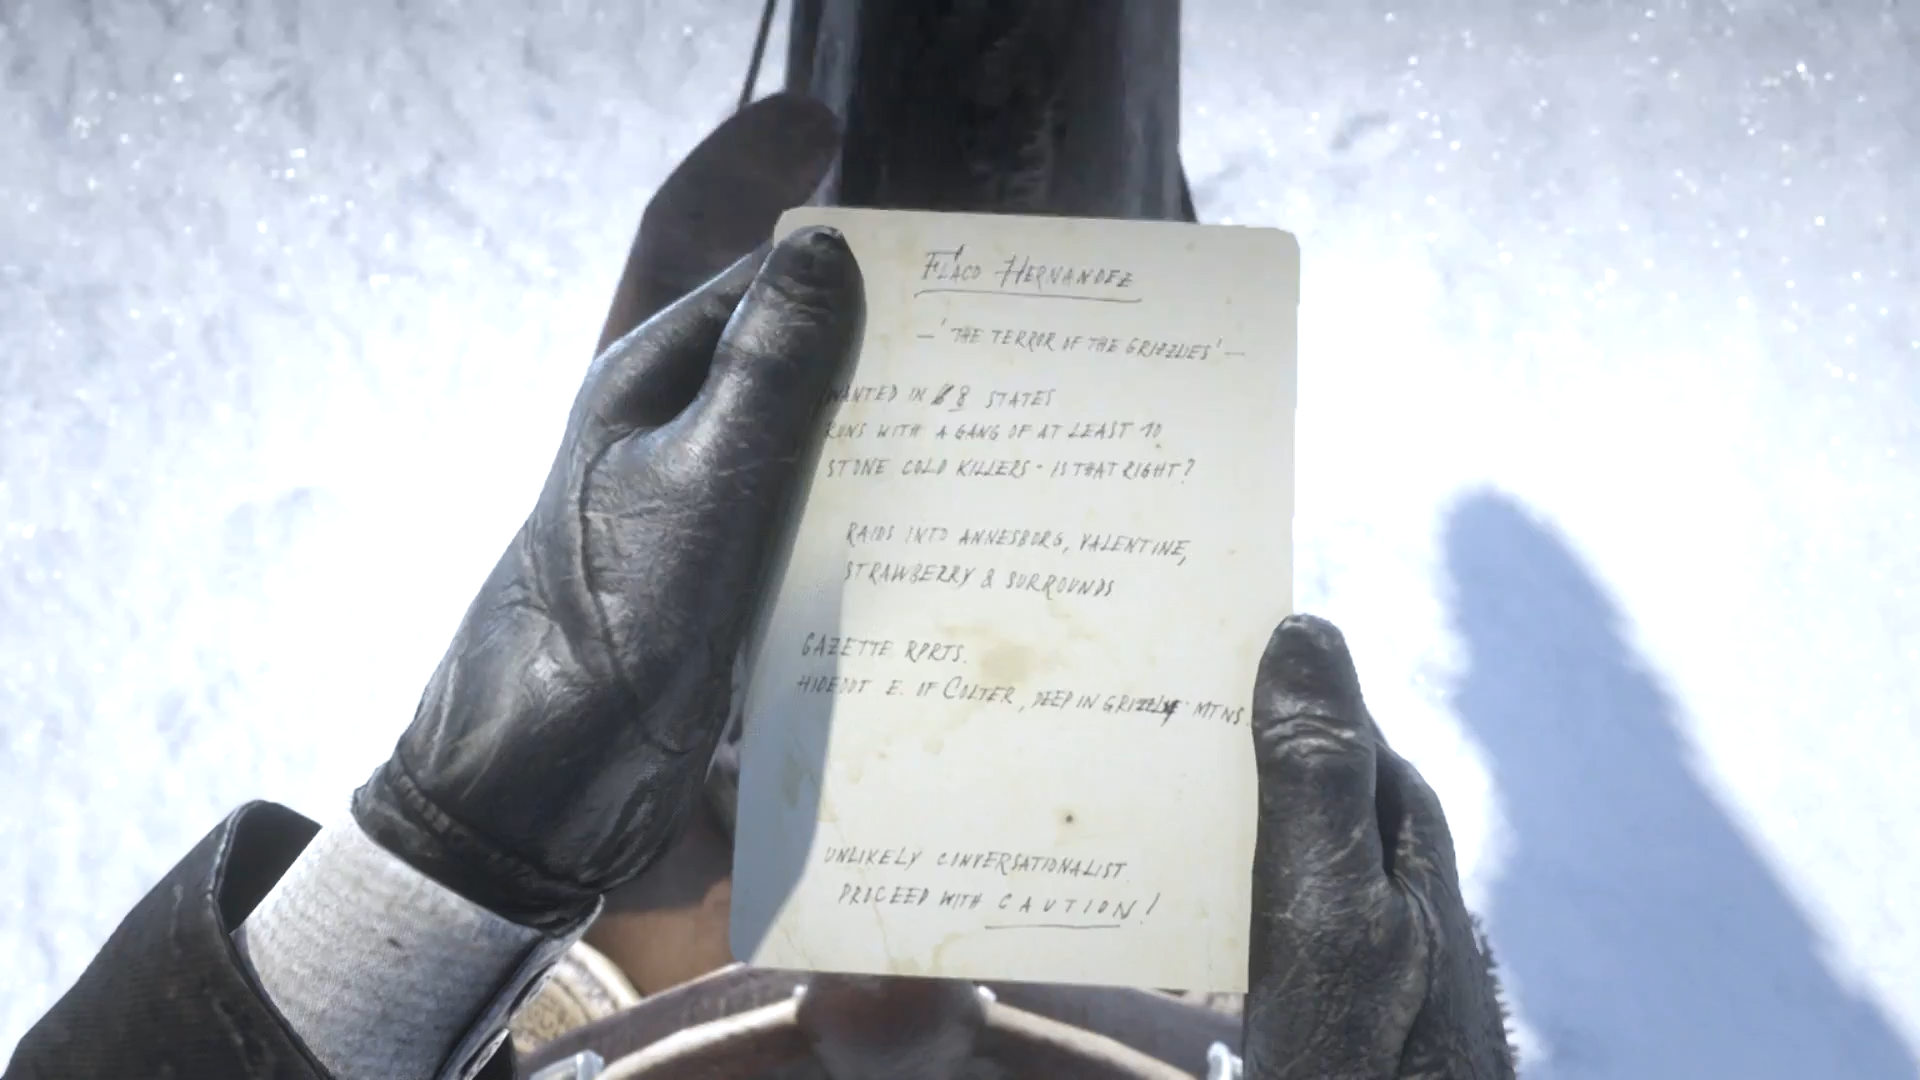 FLACO HERNANDEZ
- 'THE TERROR OF THE GRIZZLIES' -
WANTED IN 8 STATES
RUNS WITH A GANG OF AT LEAST 10
STONE COLD KILLERS - IS THAT RIGHT?
RAIDS INTO ANNESBURG, VALENTINE,
STRAWBERRY & SURROUNDS
GAZETTE RPRTS.
HIDEOUT E. OF COLTER, DEEP IN GRIZZLY MTNS.
UNLIKELY CONVERSATIONALIST.
PROCEED WITH CAUTION!